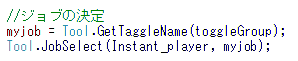 //ジョブの決定
myjob = Tool.GetTaggleName(toggleGroup);
Tool.JobSelect(Instant_player, myjob);